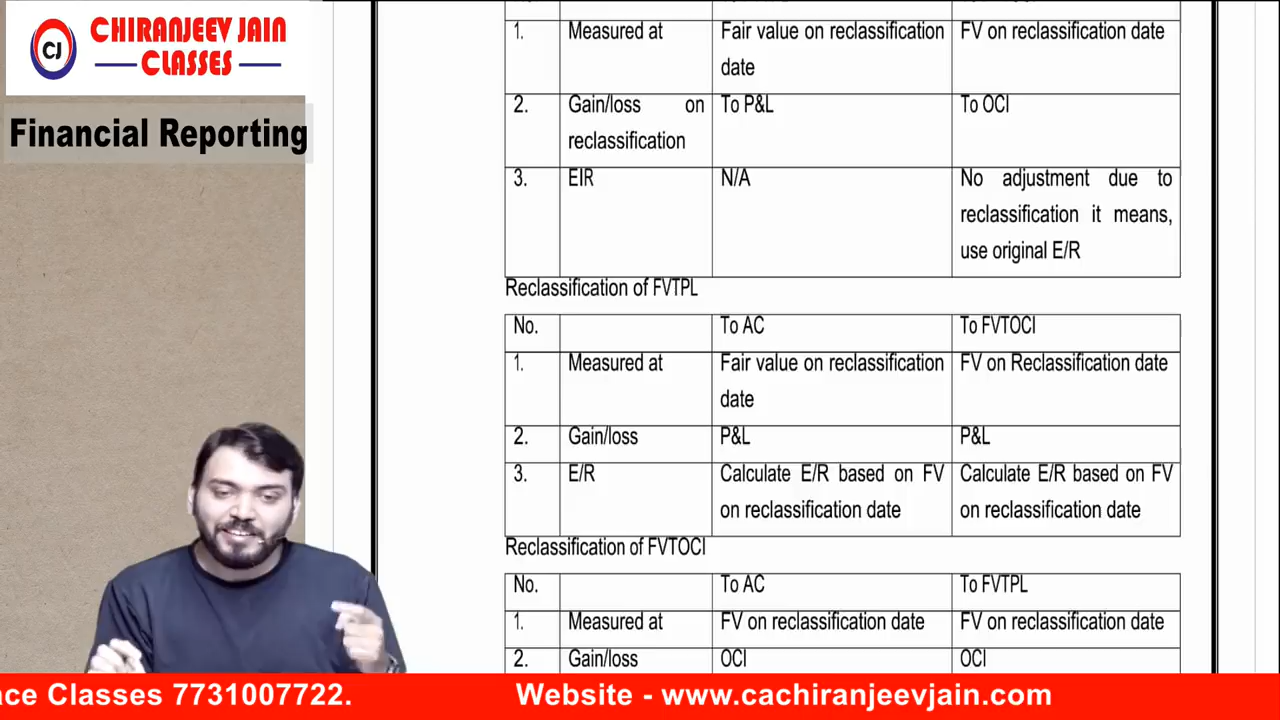 CJ
CHIRANJEEV JAIN
CLASSES
Financial Reporting
1. Measured at Fair value on reclassification date FV on reclassification date
2. Gain/loss on reclassification To P&L To OCI
3. EIR N/A No adjustment due to reclassification it means, use original E/R
Reclassification of FVTPL
No. To AC To FVTOCI
1. Measured at Fair value on reclassification date FV on Reclassification date
2. Gain/loss P&L P&L
3. E/R Calculate E/R based on FV on reclassification date Calculate E/R based on FV on reclassification date
Reclassification of FVTOCI
No. To AC To FVTPL
1. Measured at FV on reclassification date FV on reclassification date
2. Gain/loss OCI OCI
ace Classes 7731007722. Website - www.cachiranjeevjain.com